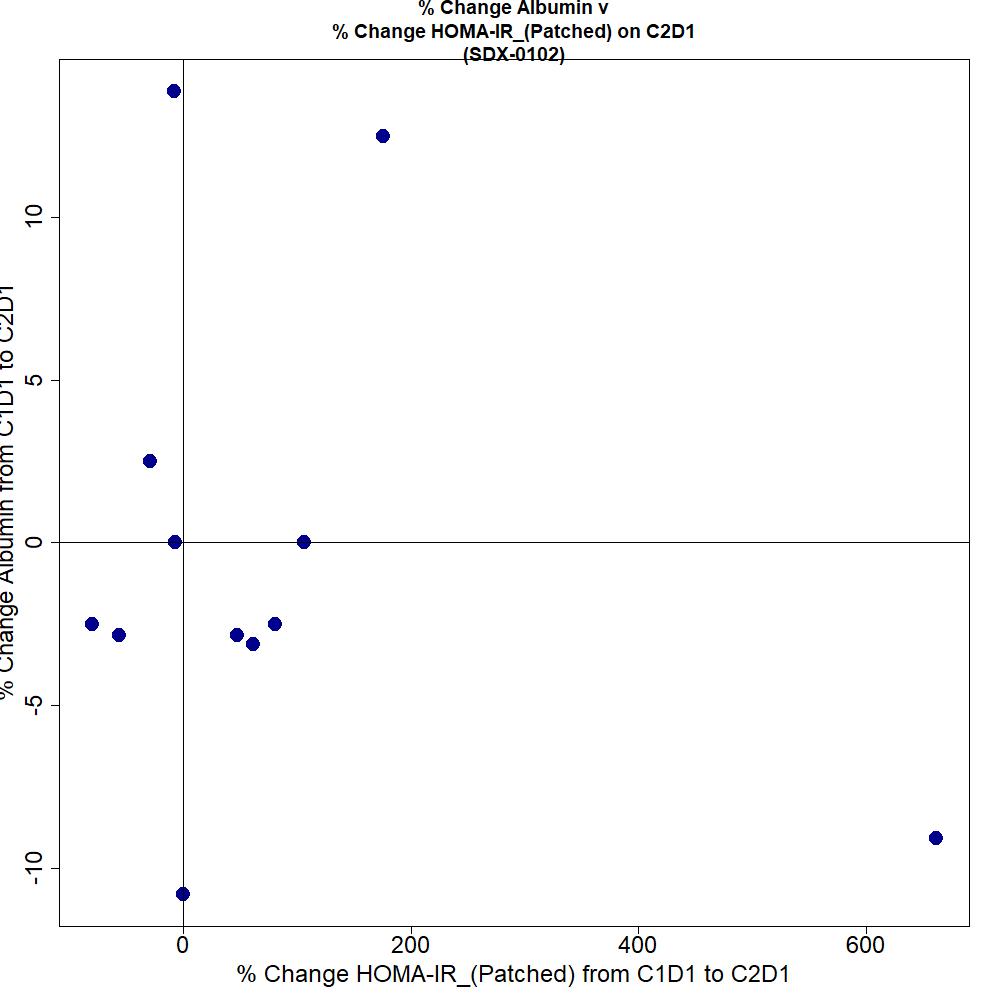 % Change Albumin v
% Change HOMA-IR_(Patched) on C2D1
(SDX-0102)
% Change Albumin from C1D1 to C2D1
10
5
0
-5
-10
0
200
400
600
% Change HOMA-IR_(Patched) from C1D1 to C2D1